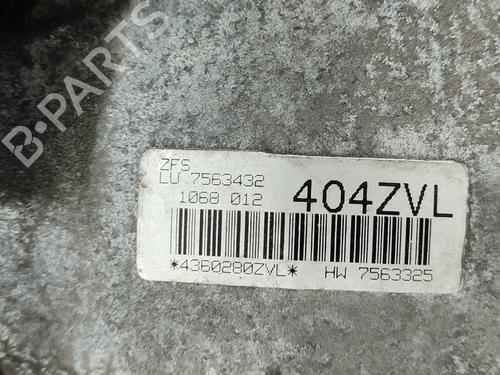 B-PARTS
ZFS
LU 7563432
1068 012
404ZVL
*4360280ZVL*
HW 7563325